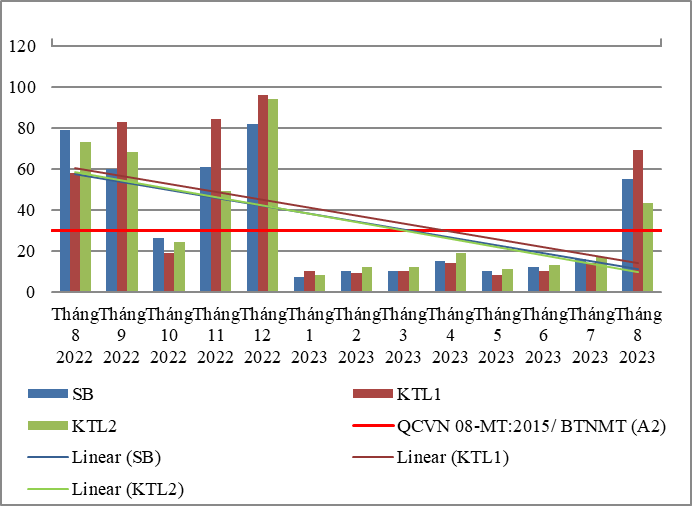 120
100
80
60
40
20
0
Tháng Tháng Tháng Tháng Tháng Tháng Tháng Tháng Tháng Tháng Tháng Tháng Tháng
8 9 10 11 12 1 2 3 4 5 6 7 8
2022 2022 2022 2022 2022 2023 2023 2023 2023 2023 2023 2023 2023
SB KTL1
KTL2 QCVN 08-MT:2015/ BTNMT (A2)
Linear (SB) Linear (KTL1)
Linear (KTL2)